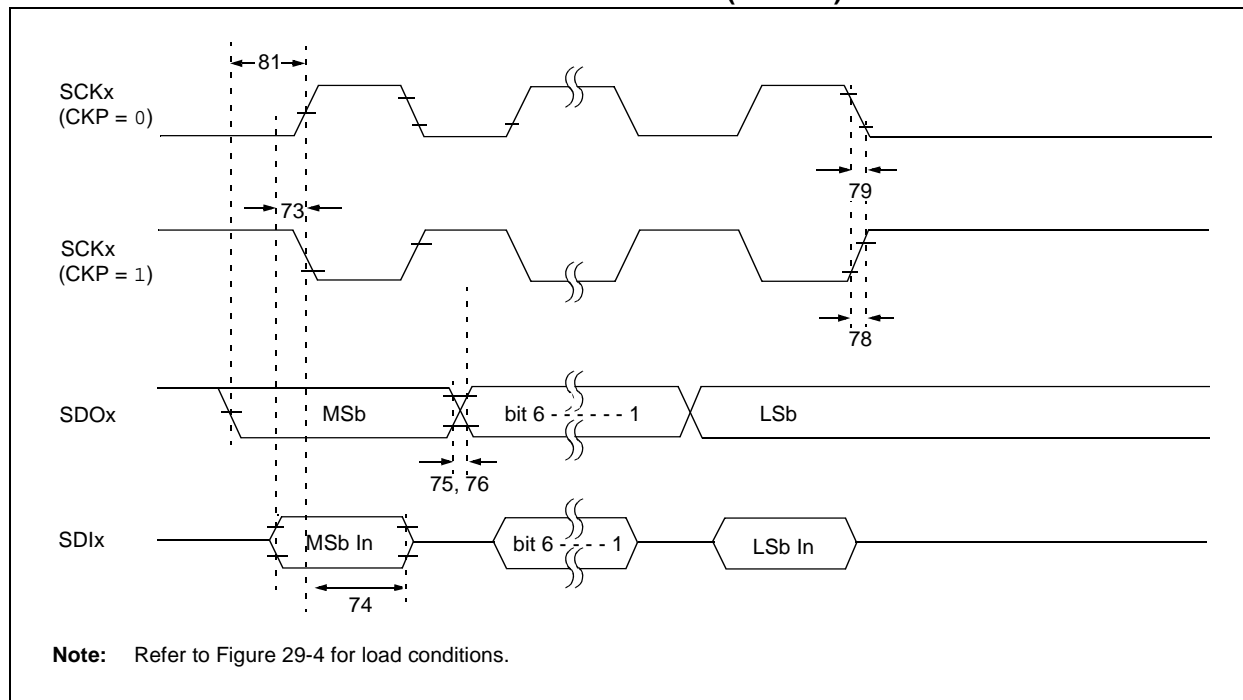 81
SCKx
(CKP = 0)
79
73
SCKx
(CKP = 1)
78
SDOx
MSb
bit 6 - - - - - - 1
LSb
75, 76
SDIx
MSb In
bit 6 - - - - - 1
LSb In
74
Note: Refer to Figure 29-4 for load conditions.